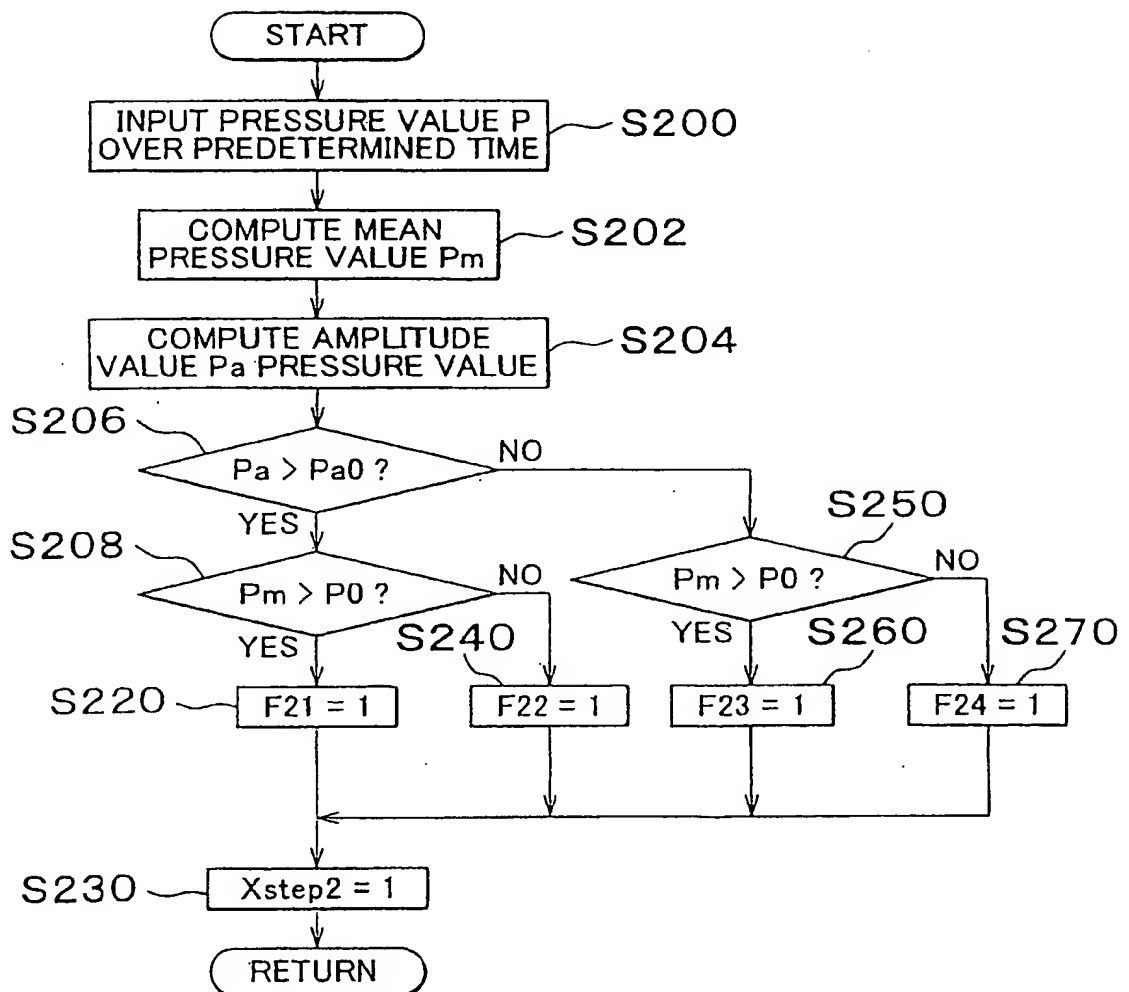 START
INPUT PRESSURE VALUE P
OVER PREDETERMINED TIME
S200
COMPUTE MEAN
PRESSURE VALUE Pm
S202
COMPUTE AMPLITUDE
VALUE Pa PRESSURE VALUE
S204
S206
Pa > Pa0 ?
NO
YES
S208
Pm > P0 ?
NO
YES
S250
Pm > P0 ?
NO
YES
S220
F21 = 1
S240
F22 = 1
S260
F23 = 1
S270
F24 = 1
S230
Xstep2 = 1
RETURN